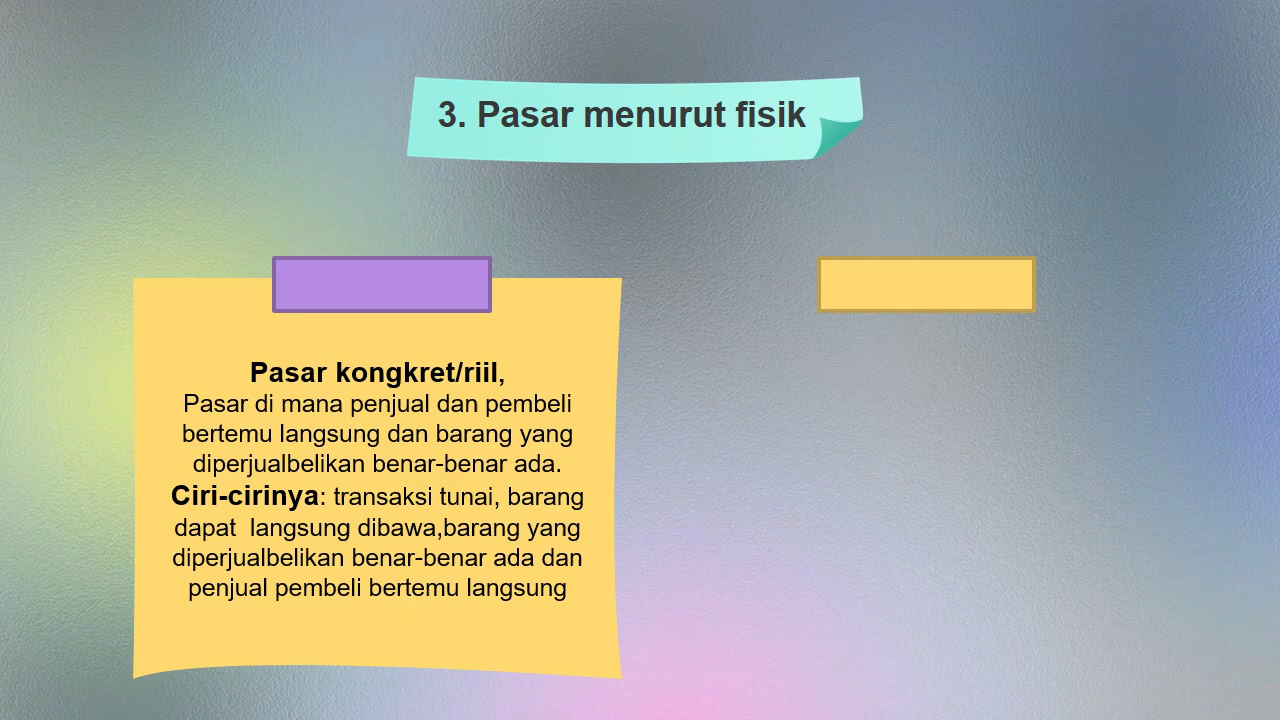 3. Pasar menurut fisik
Pasar kongkret/riil,
Pasar di mana penjual dan pembeli
bertemu langsung dan barang yang
diperjualbelikan benar-benar ada.
Ciri-cirinya: transaksi tunai, barang
dapat  langsung dibawa,barang yang
diperjualbelikan benar-benar ada dan
penjual pembeli bertemu langsung